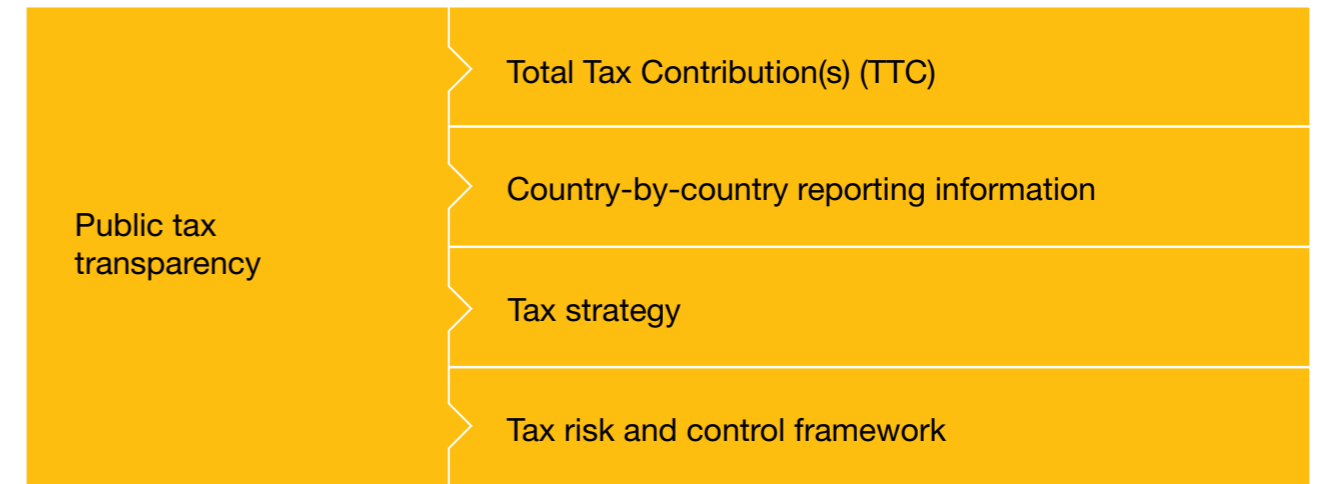 Public tax
transparency
Total Tax Contribution(s) (TTC)
Country-by-country reporting information
Tax strategy
Tax risk and control framework